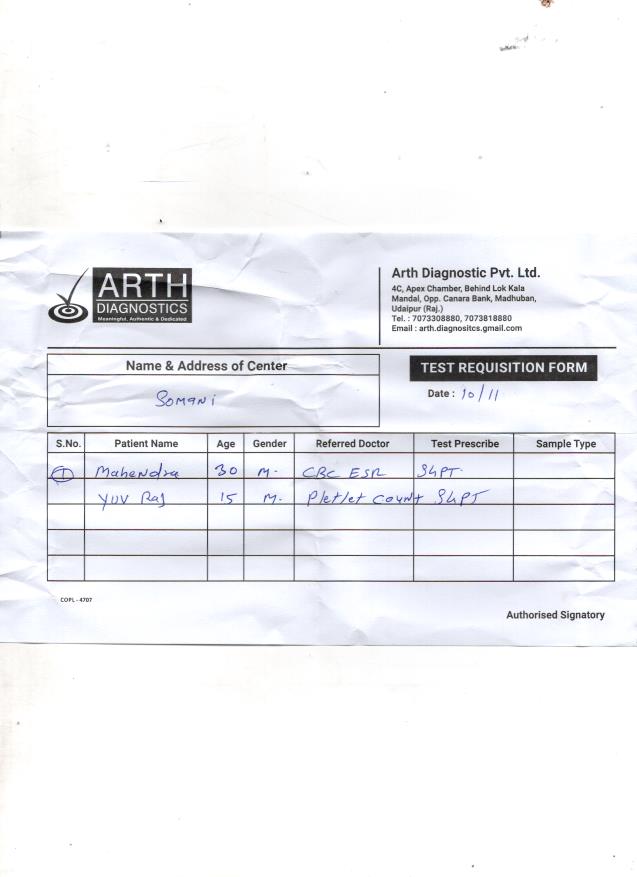 ARTH
DIAGNOSTICS
Meaningful, Authentic & Dedicated
Arth Diagnostic Pvt. Ltd.
4C, Apex Chamber, Behind Lok Kala
Mandal, Opp. Canara Bank, Madhuban,
Udaipur (Raj.)
Tel. : 7073308880, 7073818880
Email : arth.diagnositcs.gmail.com
Name & Address of Center
Somani
TEST REQUISITION FORM
Date : 10/11
S.No. Patient Name Age Gender Referred Doctor Test Prescribe Sample Type
1 Mahendra 30 M. CBC ESR SGPT
YUV Raj 15 M. Pletlet count SGPT
COPL - 4707
Authorised Signatory